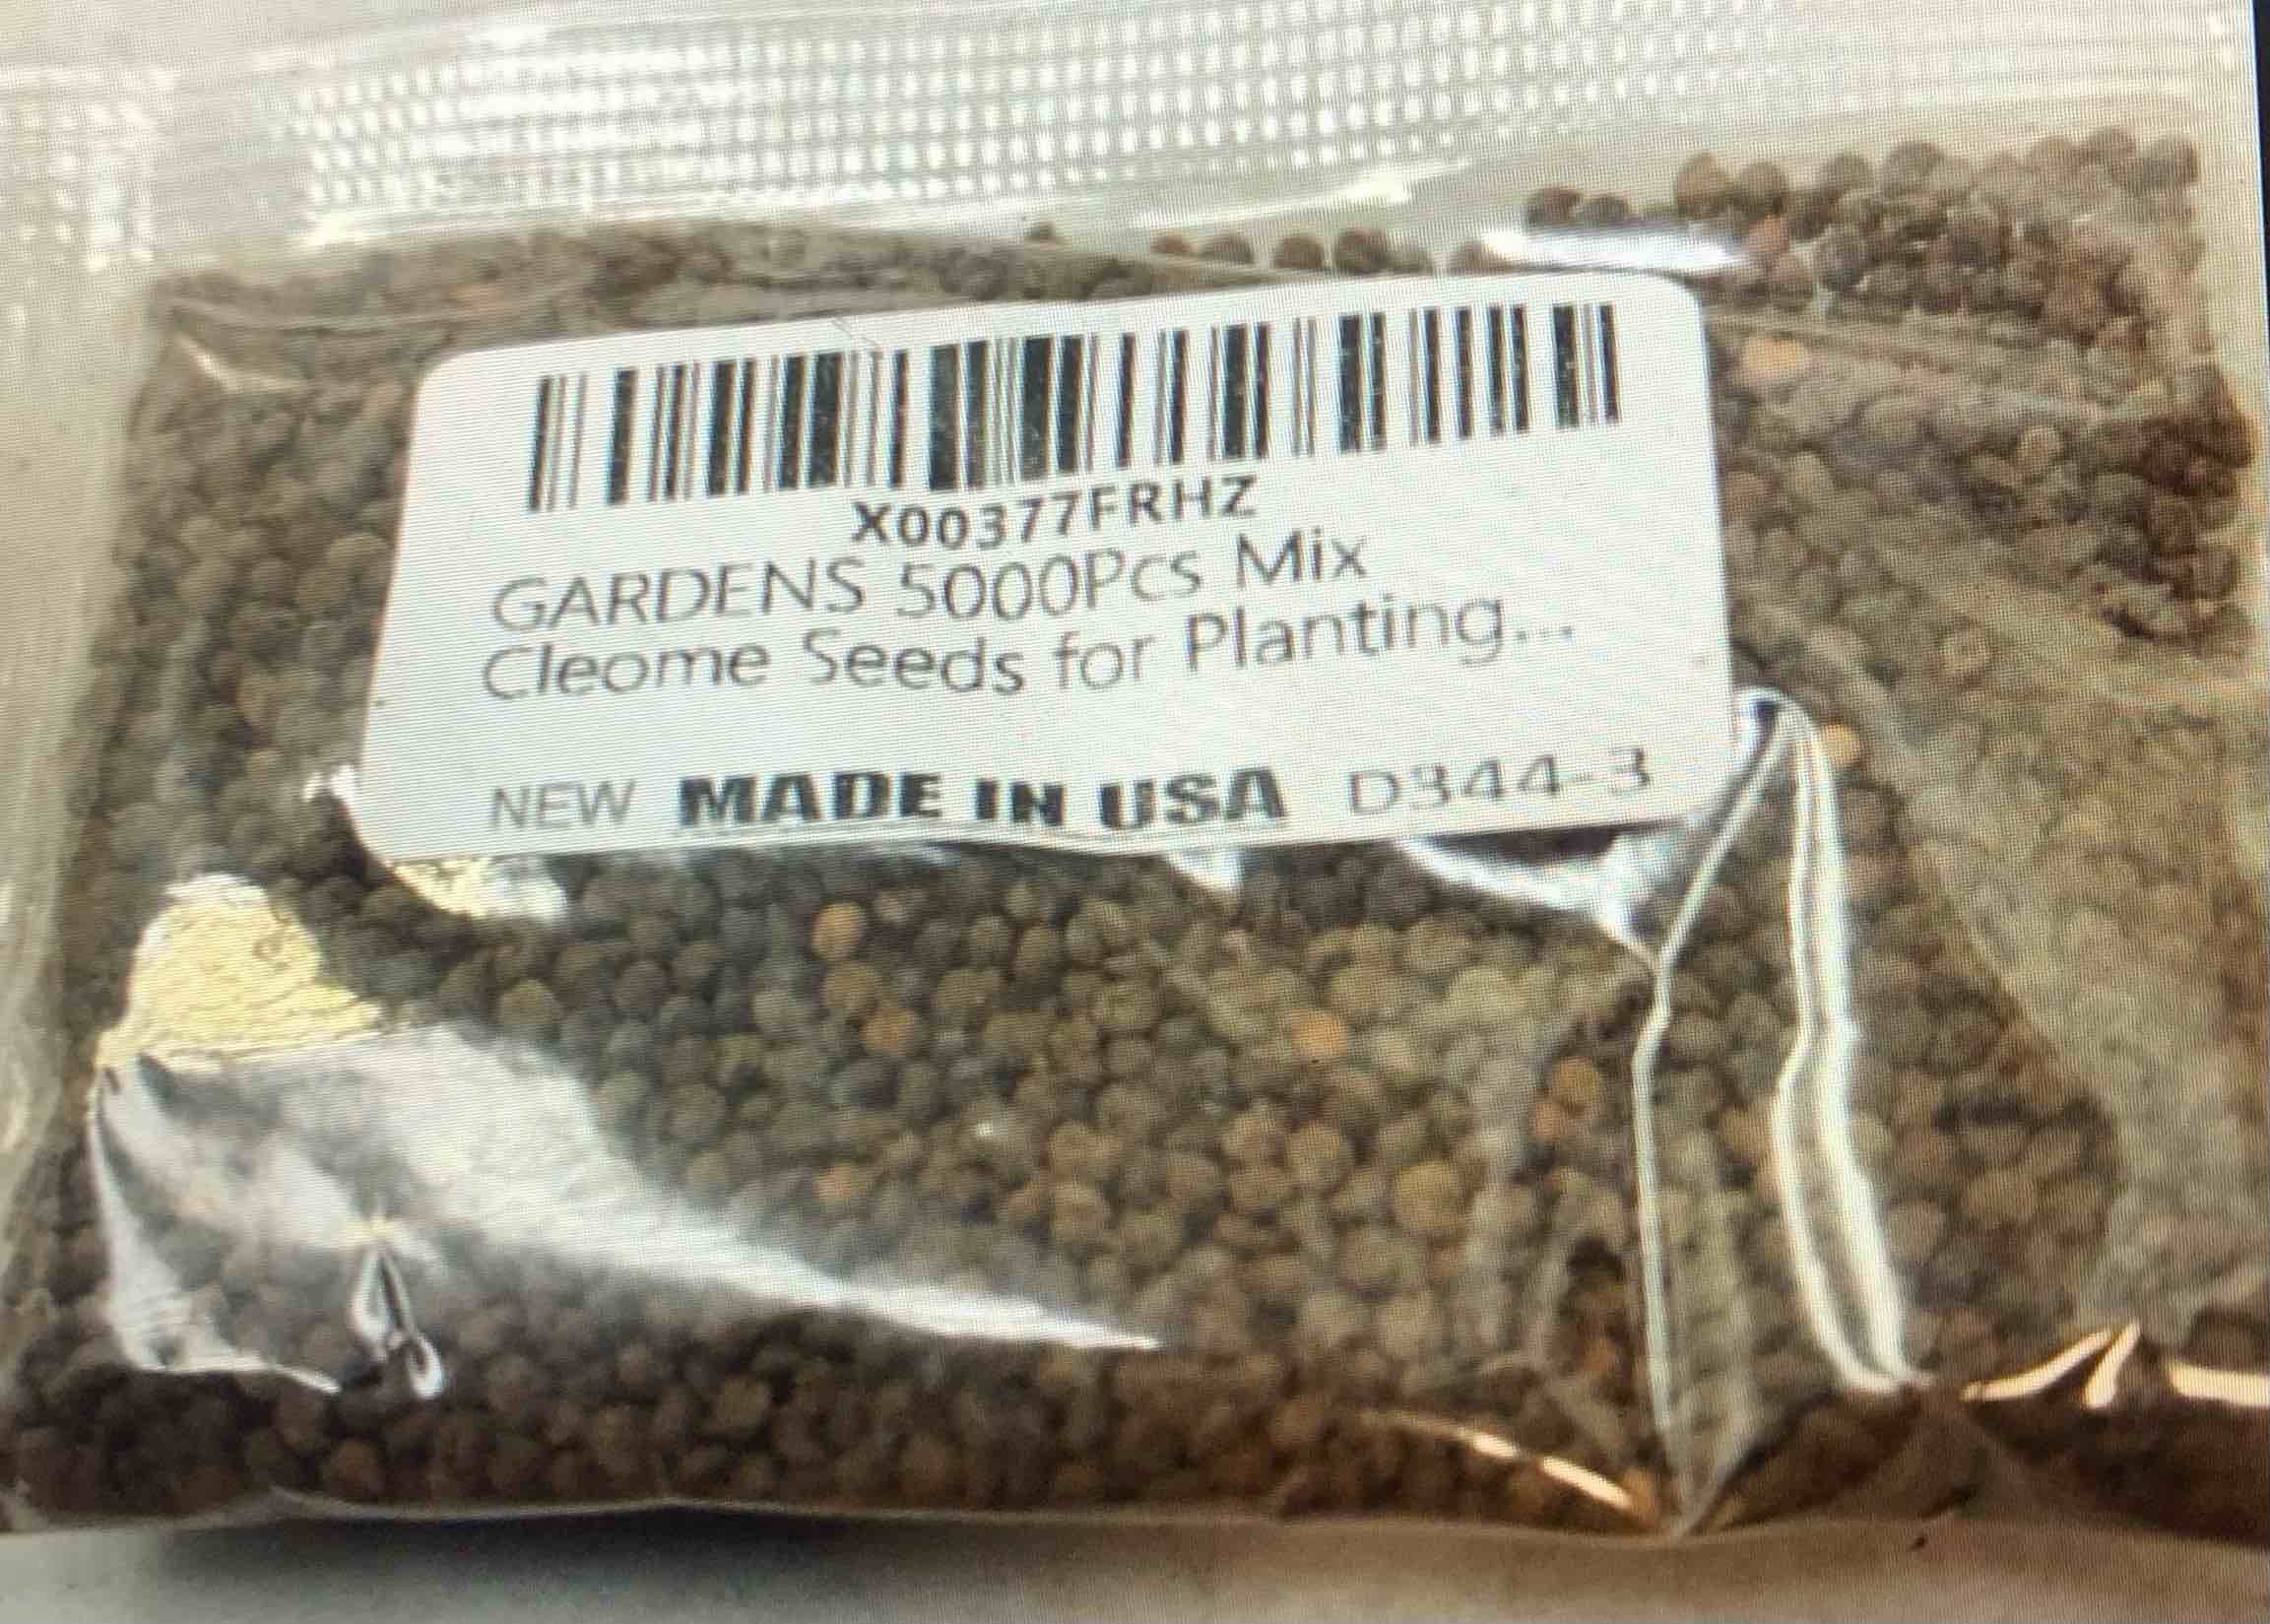 X00377FRHZ
GARDENS 5000Pcs Mix
Cleome Seeds for Planting...
NEW MADE IN USA D344-3